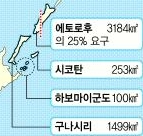 에토로후 3184㎢
의 25% 요구
시코탄 253㎢
하보마이군도 100㎢
구나시리 1499㎢